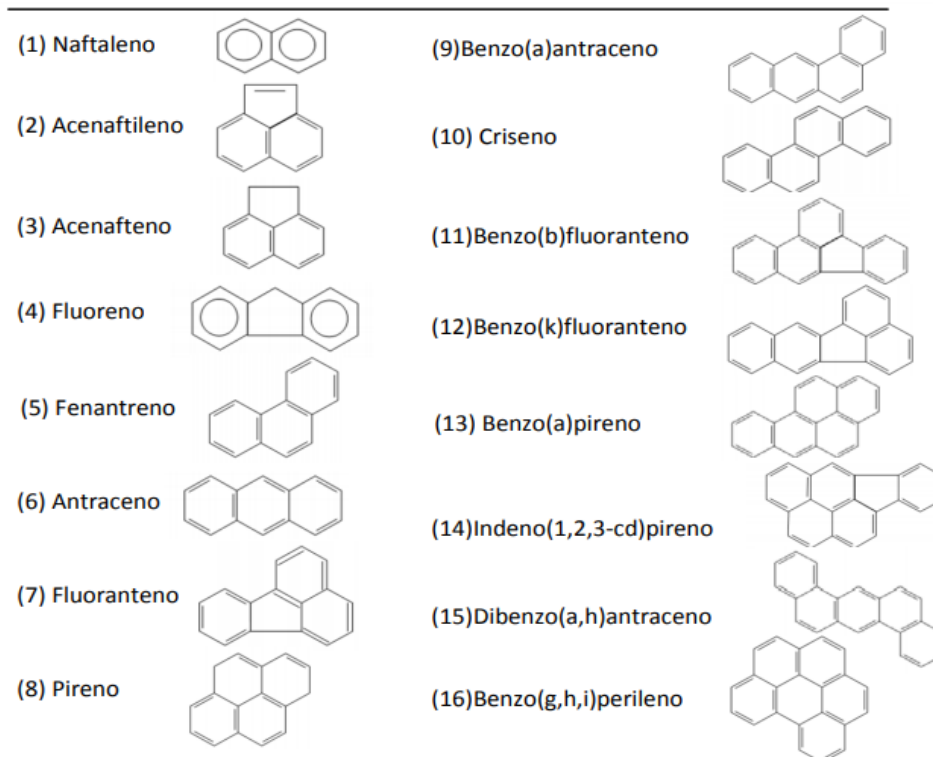 (1) Naftaleno
(2) Acenaftileno
(3) Acenafteno
(4) Fluoreno
(5) Fenantreno
(6) Antraceno
(7) Fluoranteno
(8) Pireno
(9)Benzo(a)antraceno
(10) Criseno
(11)Benzo(b)fluoranteno
(12)Benzo(k)fluoranteno
(13) Benzo(a)pireno
(14)Indeno(1,2,3-cd)pireno
(15)Dibenzo(a,h)antraceno
(16)Benzo(g,h,i)perileno